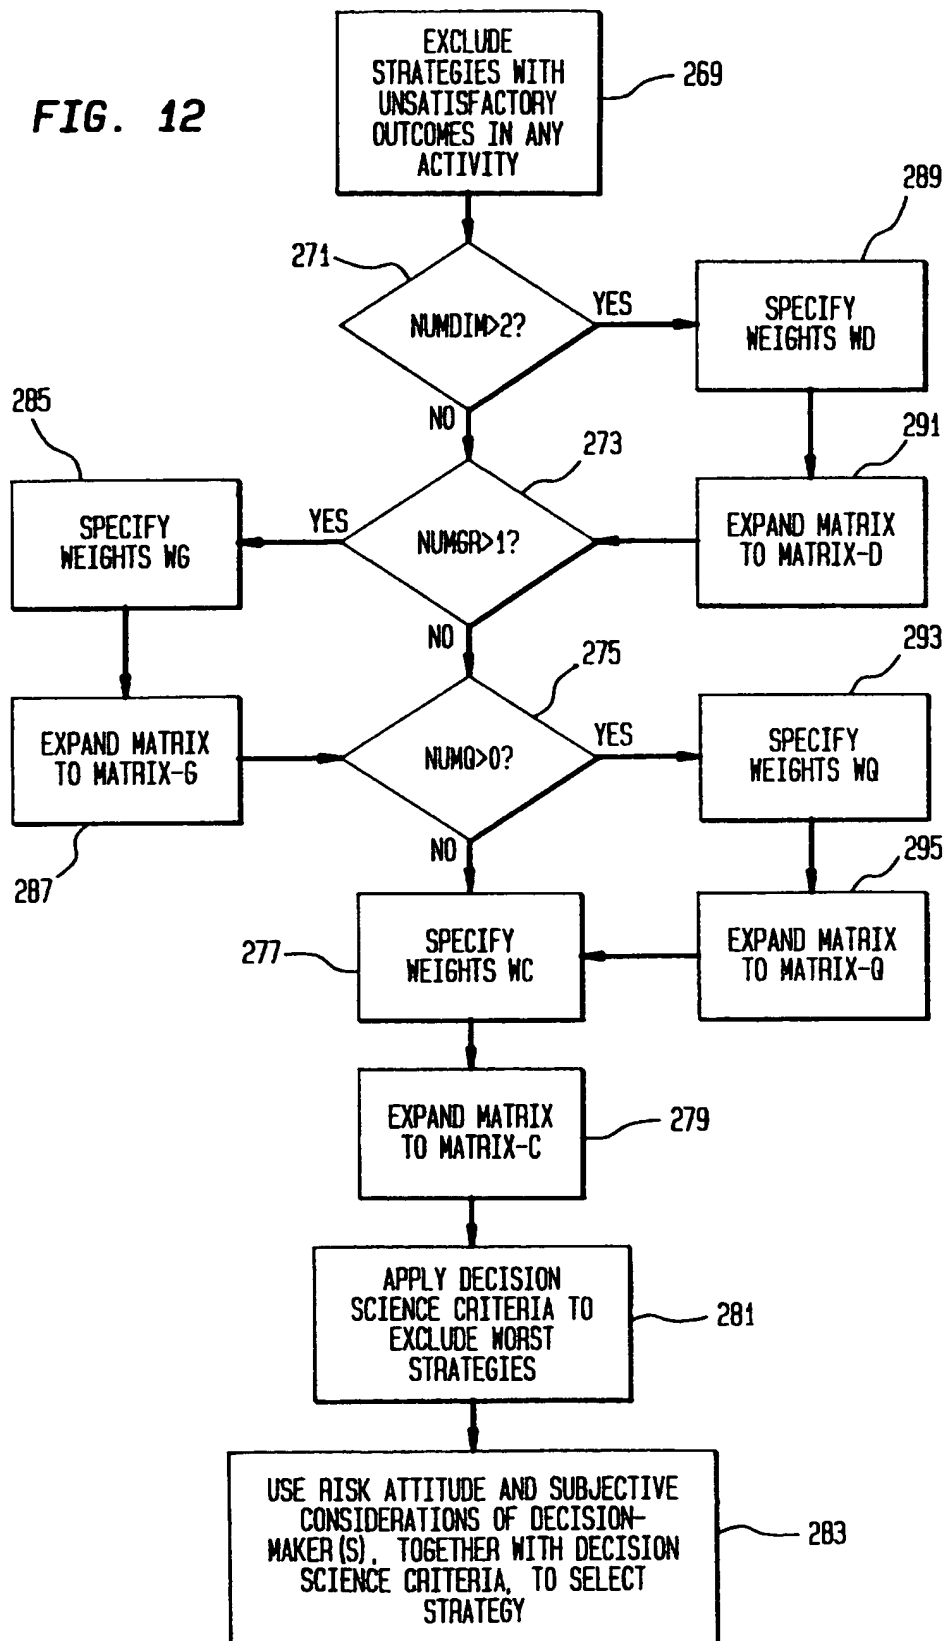 FIG. 12
EXCLUDE
STRATEGIES WITH
UNSATISFACTORY
OUTCOMES IN ANY
ACTIVITY
269
271
NUMDIM>2?
YES
NO
289
SPECIFY
WEIGHTS WD
291
EXPAND MATRIX
TO MATRIX-D
273
NUMGR>1?
YES
NO
285
SPECIFY
WEIGHTS WG
EXPAND MATRIX
TO MATRIX-G
287
275
NUMQ>0?
YES
NO
293
SPECIFY
WEIGHTS WQ
295
EXPAND MATRIX
TO MATRIX-Q
277
SPECIFY
WEIGHTS WC
EXPAND MATRIX
TO MATRIX-C
279
APPLY DECISION
SCIENCE CRITERIA TO
EXCLUDE WORST
STRATEGIES
281
USE RISK ATTITUDE AND SUBJECTIVE
CONSIDERATIONS OF DECISION-
MAKER(S), TOGETHER WITH DECISION
SCIENCE CRITERIA, TO SELECT
STRATEGY
283